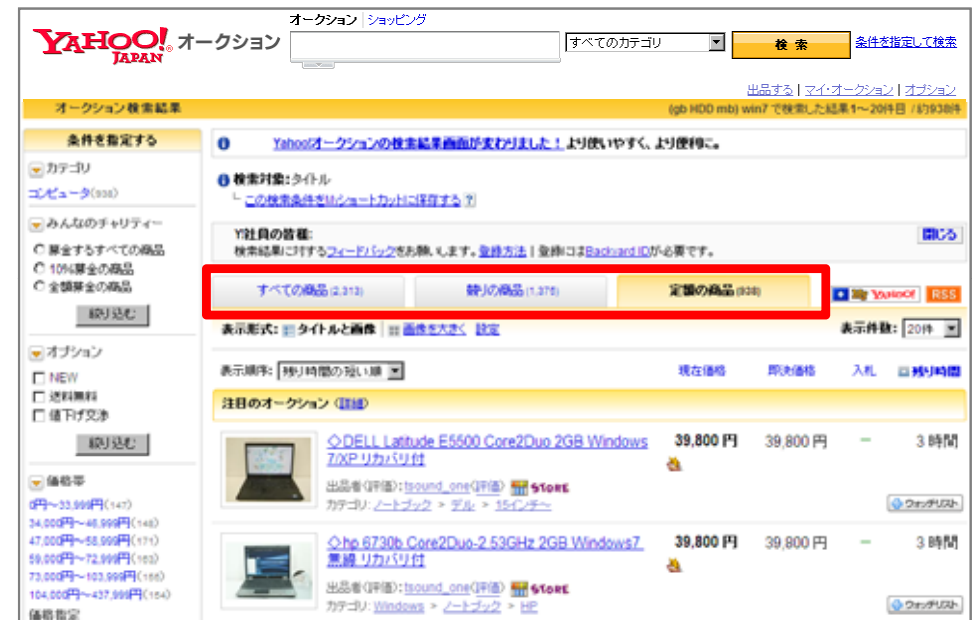 オークション | ショッピング
YAHOO! JAPAN オークション
すべてのカテゴリ
検索
条件を指定して検索
出品する | マイ・オークション | オプション
オークション検索結果
(gb HDD mb) win7 で検索した結果1～20件目 / 約938件
条件を指定する
カテゴリ
コンピュータ(938)
みんなのチャリティー
募金するすべての商品
10%募金の商品
全額募金の商品
絞り込む
オプション
NEW
送料無料
値下げ交渉
絞り込む
価格帯
0円～33,999円(147)
34,000円～46,999円(148)
47,000円～58,999円(171)
59,000円～72,999円(163)
73,000円～103,999円(166)
104,000円～437,999円(154)
価格指定
Yahoo!オークションの検索結果画面が変わりました！より使いやすく、より便利に。
検索対象:タイトル
この検索条件をMyショートカットに保存する ?
Y!社員の皆様:
閉じる
検索結果に対するフィードバックをお願いします。登録方法 | 登録にはBackyard IDが必要です。
すべての商品(2,313)
競りの商品(1,375)
定額の商品(938)
My Yahoo!
RSS
表示形式: タイトルと画像 | 画像を大きく 設定
表示件数: 20件
表示順序: 残り時間の短い順
現在価格 即決価格 入札 残り時間
注目のオークション (詳細)
◇DELL Latitude E5500 Core2Duo 2GB Windows
7/XP リカバリ付
39,800 円 39,800 円 － 3 時間
出品者(評価):tsound_one(評価) STORE
カテゴリ: ノートブック > デル > 15インチ～
ウォッチリスト
◇hp 6730b Core2Duo-2.53GHz 2GB Windows7
無線 リカバリ付
39,800 円 39,800 円 － 3 時間
出品者(評価):tsound_one(評価) STORE
カテゴリ: Windows > ノートブック > HP
ウォッチリスト